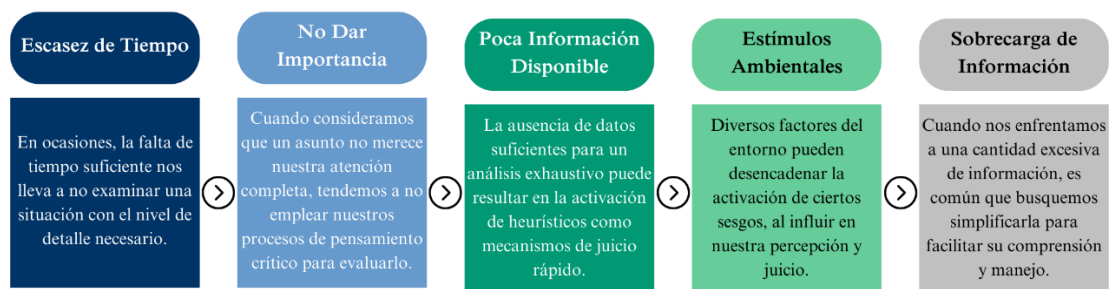 Escasez de Tiempo
En ocasiones, la falta de
tiempo suficiente nos
lleva a no examinar una
situación con el nivel de
detalle necesario.
No Dar
Importancia
Cuando consideramos
que un asunto no merece
nuestra atención
completa, tendemos a no
emplear nuestros
procesos de pensamiento
crítico para evaluarlo.
Poca Información
Disponible
La ausencia de datos
suficientes para un
análisis exhaustivo puede
resultar en la activación
de heurísticos como
mecanismos de juicio
rápido.
Estímulos
Ambientales
Diversos factores del
entorno pueden
desencadenar la
activación de ciertos
sesgos, al influir en
nuestra percepción y
juicio.
Sobrecarga de
Información
Cuando nos enfrentamos
a una cantidad excesiva
de información, es
común que busquemos
simplificarla para
facilitar su comprensión
y manejo.